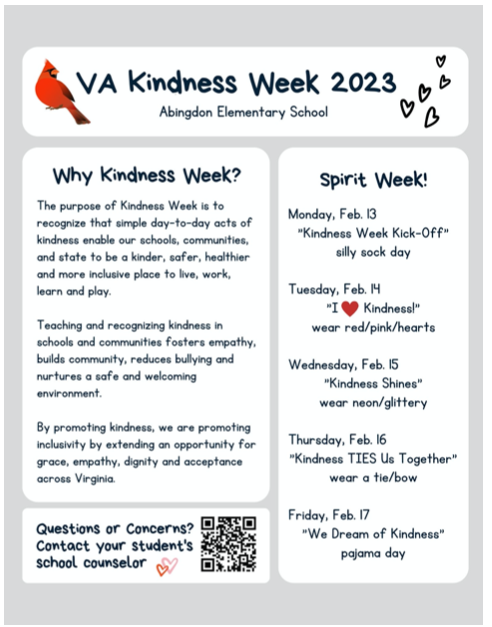 VA Kindness Week 2023
Abingdon Elementary School
Why Kindness Week?
The purpose of Kindness Week is to
recognize that simple day-to-day acts of
kindness enable our schools, communities,
and state to be a kinder, safer, healthier
and more inclusive place to live, work,
learn and play.
Teaching and recognizing kindness in
schools and communities fosters empathy,
builds community, reduces bullying and
nurtures a safe and welcoming
environment.
By promoting kindness, we are promoting
inclusivity by extending an opportunity for
grace, empathy, dignity and acceptance
across Virginia.
Questions or Concerns?
Contact your student's
school counselor
Spirit Week!
Monday, Feb. 13
"Kindness Week Kick-Off"
silly sock day
Tuesday, Feb. 14
"I ❤ Kindness!"
wear red/pink/hearts
Wednesday, Feb. 15
"Kindness Shines"
wear neon/glittery
Thursday, Feb. 16
"Kindness TIES Us Together"
wear a tie/bow
Friday, Feb. 17
"We Dream of Kindness"
pajama day